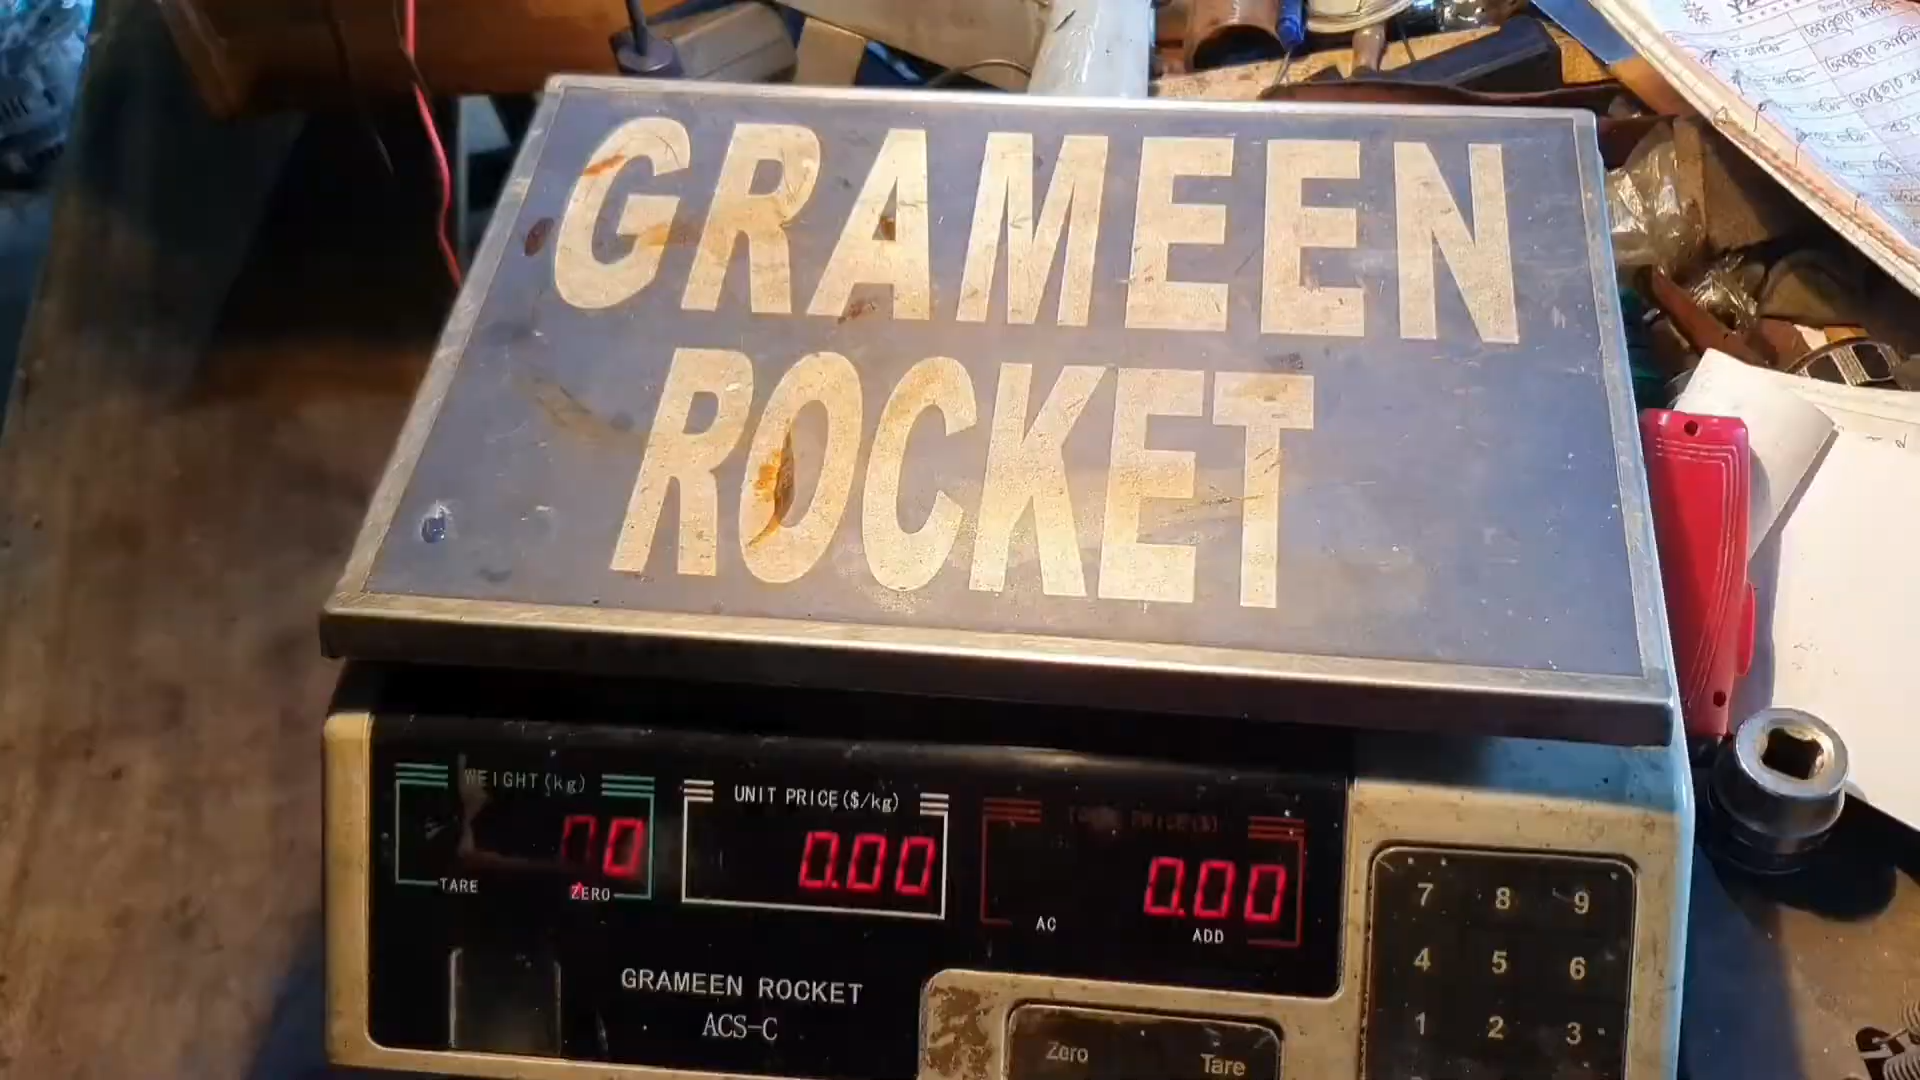 GRAMEEN
ROCKET
WEIGHT(kg)
UNIT PRICE($/kg)
0
0.00
0.00
TARE
ZERO
AC
ADD
GRAMEEN ROCKET
ACS-C
7 8 9
4 5 6
1 2 3
Zero
Tare